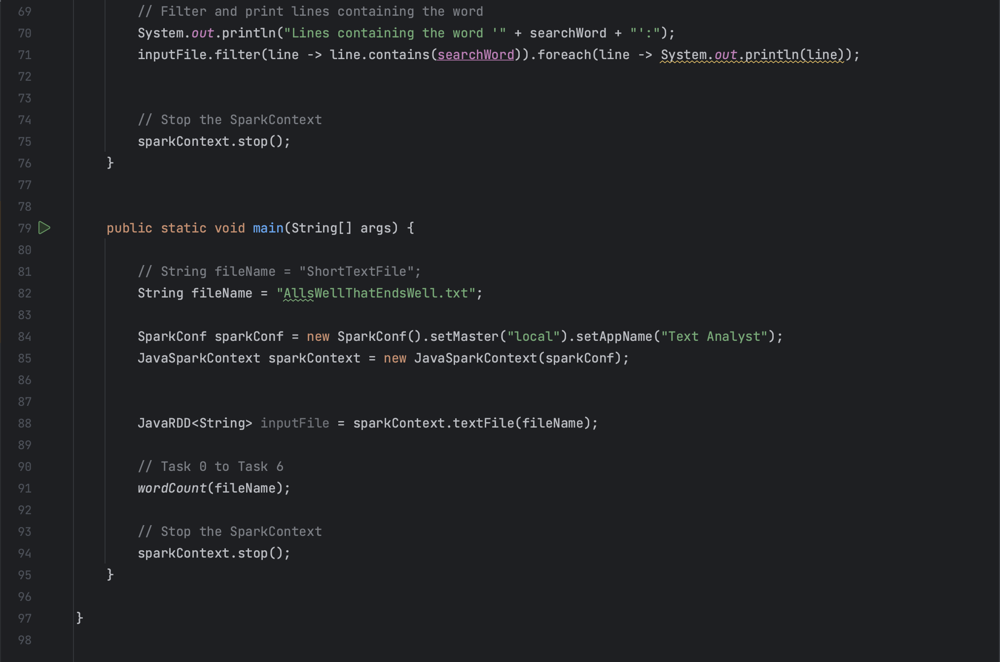 69 // Filter and print lines containing the word
70 System.out.println("Lines containing the word '" + searchWord + "':");
71 inputFile.filter(line -> line.contains(searchWord)).foreach(line -> System.out.println(line));
72
73
74 // Stop the SparkContext
75 sparkContext.stop();
76 }
77
78
79 public static void main(String[] args) {
80
81 // String fileName = "ShortTextFile";
82 String fileName = "AllsWellThatEndsWell.txt";
83
84 SparkConf sparkConf = new SparkConf().setMaster("local").setAppName("Text Analyst");
85 JavaSparkContext sparkContext = new JavaSparkContext(sparkConf);
86
87
88 JavaRDD<String> inputFile = sparkContext.textFile(fileName);
89
90 // Task 0 to Task 6
91 wordCount(fileName);
92
93 // Stop the SparkContext
94 sparkContext.stop();
95 }
96
97 }
98